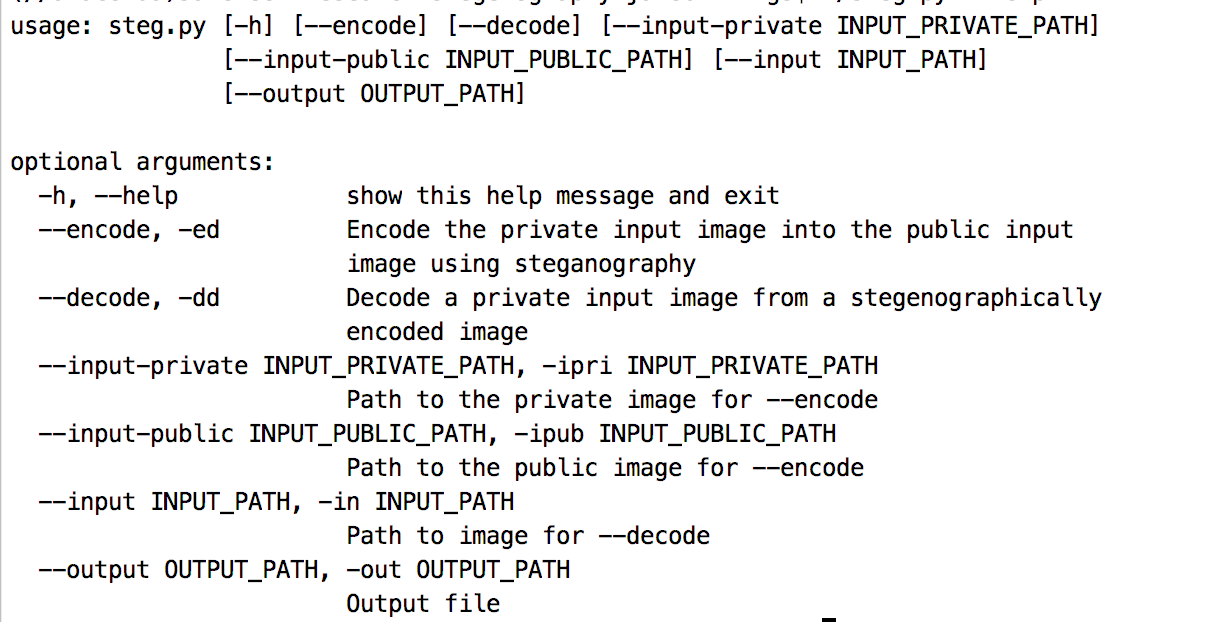 usage: steg.py [-h] [--encode] [--decode] [--input-private INPUT_PRIVATE_PATH]
               [--input-public INPUT_PUBLIC_PATH] [--input INPUT_PATH]
               [--output OUTPUT_PATH]

optional arguments:
  -h, --help            show this help message and exit
  --encode, -ed         Encode the private input image into the public input
                        image using steganography
  --decode, -dd         Decode a private input image from a stegenographically
                        encoded image
  --input-private INPUT_PRIVATE_PATH, -ipri INPUT_PRIVATE_PATH
                        Path to the private image for --encode
  --input-public INPUT_PUBLIC_PATH, -ipub INPUT_PUBLIC_PATH
                        Path to the public image for --encode
  --input INPUT_PATH, -in INPUT_PATH
                        Path to image for --decode
  --output OUTPUT_PATH, -out OUTPUT_PATH
                        Output file